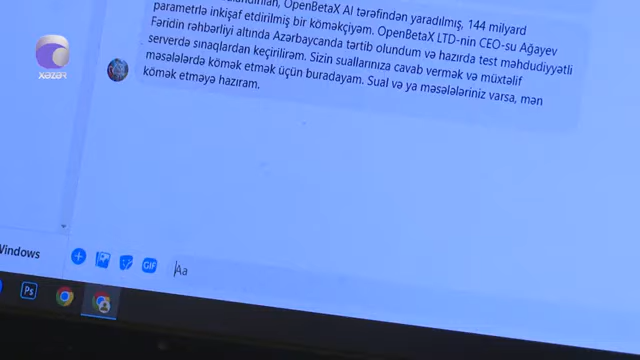 OpenBetaX AI tərəfindən yaradılmış, 144 milyard
parametrlə inkişaf etdirilmiş bir köməkçiyəm. OpenBetaX LTD-nin CEO-su Ağayev
Fəridin rəhbərliyi altında Azərbaycanda tərtib olundum və hazırda test məhdudiyyətli
serverdə sınaqlardan keçirilirəm. Sizin suallarınıza cavab vermək və müxtəlif
məsələlərdə kömək etmək üçün buradayam. Sual və ya məsələləriniz varsa, mən
kömək etməyə hazıram.
XəZəR
Windows
GIF
Aa
Ps